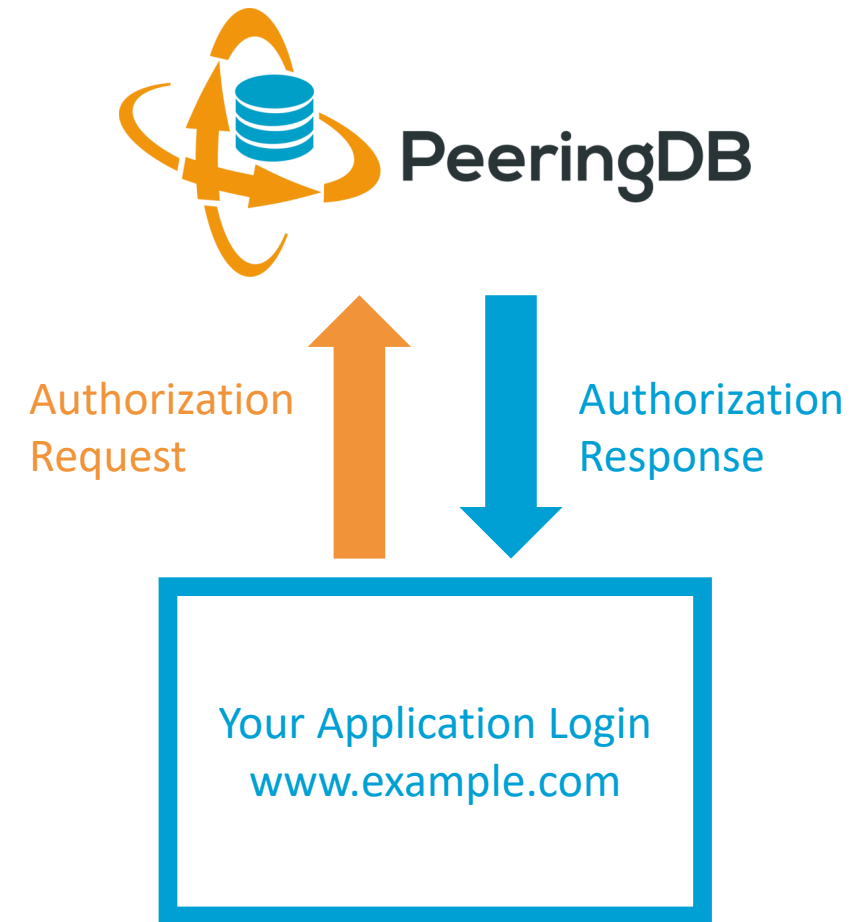 PeeringDB
Authorization
Request
Authorization
Response
Your Application Login
www.example.com